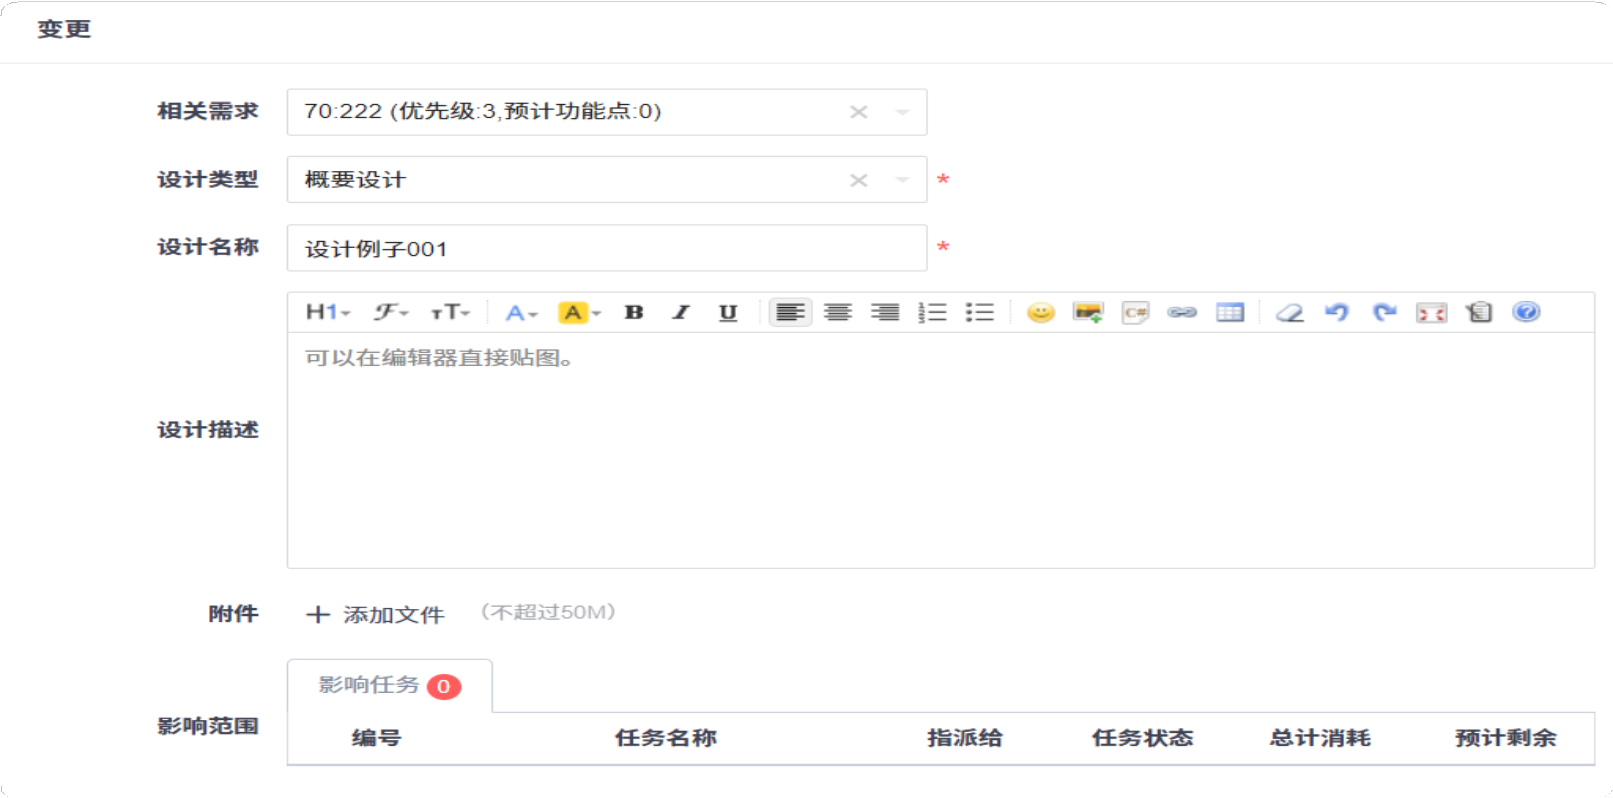 变更
相关需求 70:222 (优先级:3,预计功能点:0)
设计类型 概要设计 *
设计名称 设计例子001 *
H1 F TT A A B I U C#
可以在编辑器直接贴图。
设计描述
附件 + 添加文件 (不超过50M)
影响任务 0
影响范围
编号 任务名称 指派给 任务状态 总计消耗 预计剩余